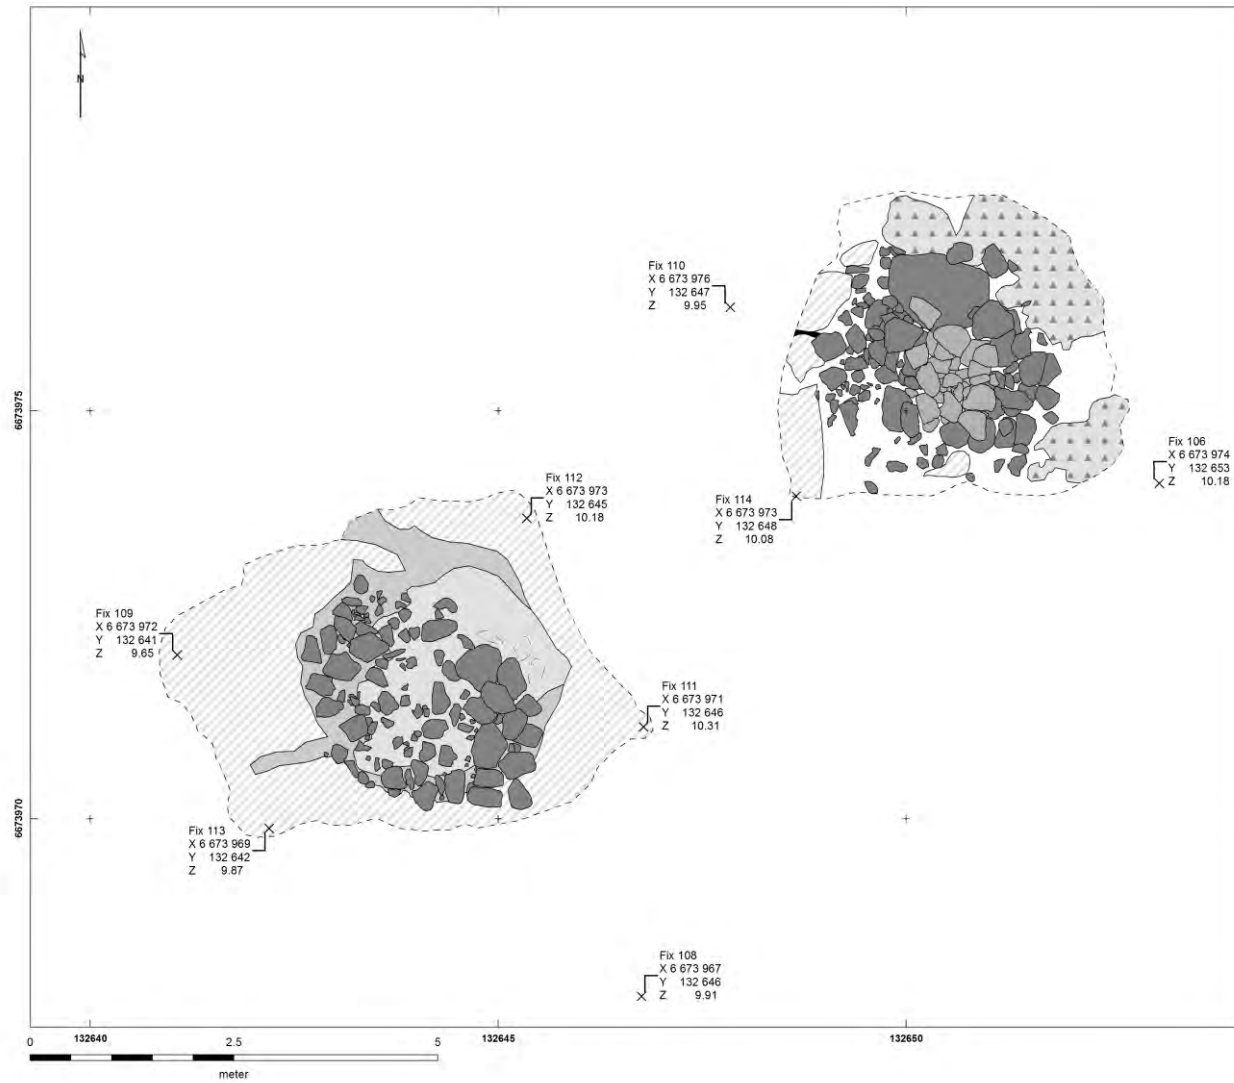 N
Fix 110
X 6 673 976
Y 132 647
Z 9.95
6673975
Fix 106
X 6 673 974
Y 132 653
Z 10.18
Fix 112
X 6 673 973
Y 132 645
Z 10.18
Fix 114
X 6 673 973
Y 132 648
Z 10.08
Fix 109
X 6 673 972
Y 132 641
Z 9.65
Fix 111
X 6 673 971
Y 132 646
Z 10.31
6673970
Fix 113
X 6 673 969
Y 132 642
Z 9.87
Fix 108
X 6 673 967
Y 132 646
Z 9.91
132640
132645
132650
0 2.5 5
meter